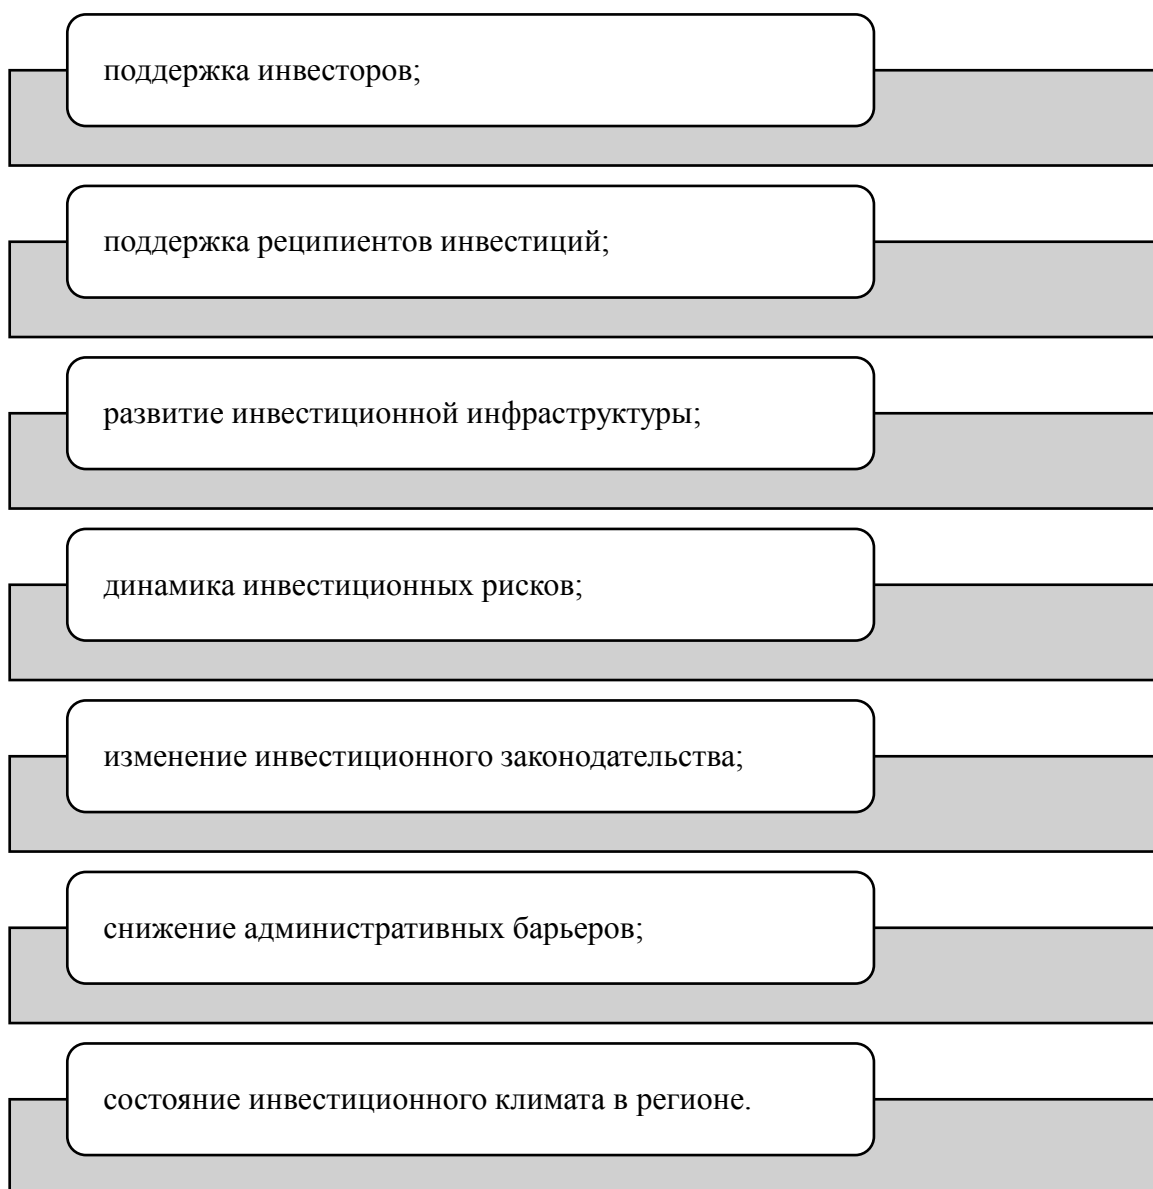 поддержка инвесторов;
поддержка реципиентов инвестиций;
развитие инвестиционной инфраструктуры;
динамика инвестиционных рисков;
изменение инвестиционного законодательства;
снижение административных барьеров;
состояние инвестиционного климата в регионе.